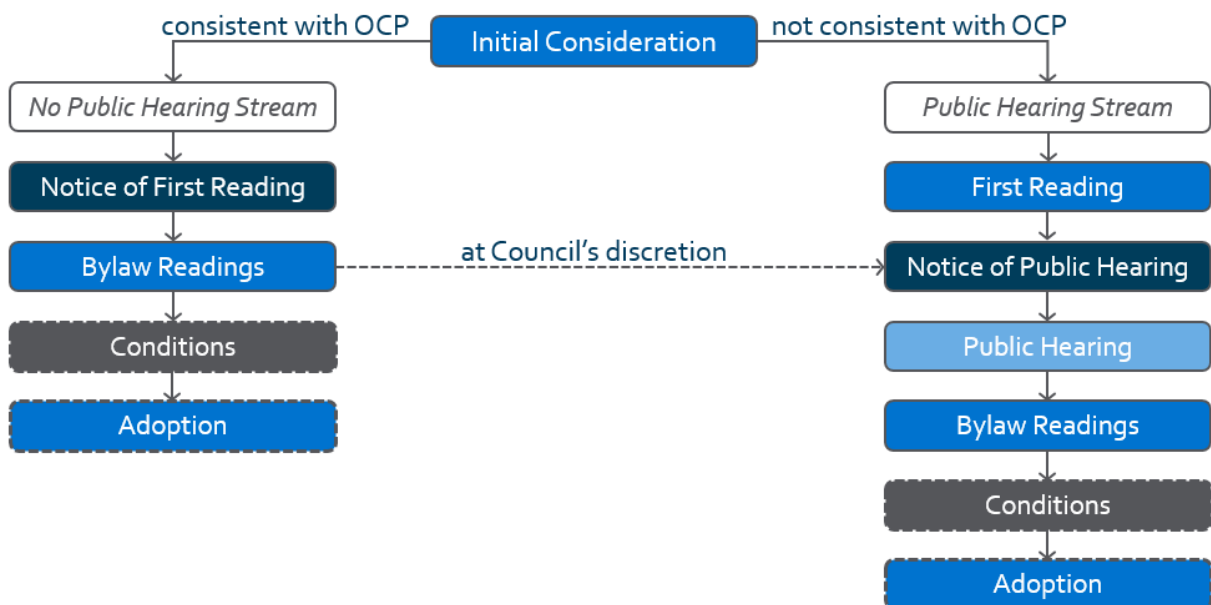 consistent with OCP
Initial Consideration
not consistent with OCP
No Public Hearing Stream
Public Hearing Stream
Notice of First Reading
First Reading
Bylaw Readings
at Council's discretion
Notice of Public Hearing
Conditions
Public Hearing
Adoption
Bylaw Readings
Conditions
Adoption